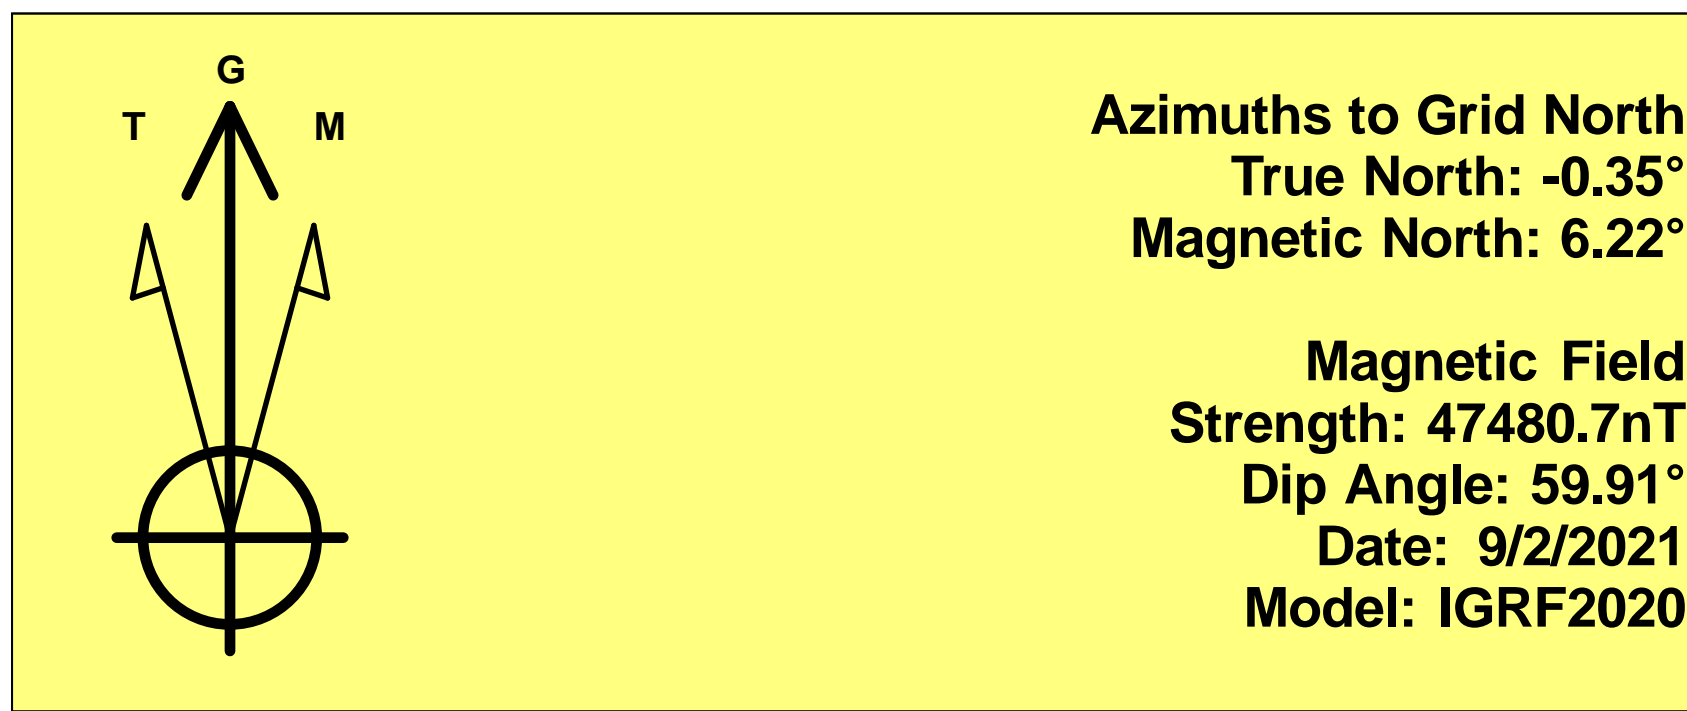 G
T
M
Azimuths to Grid North
True North: -0.35°
Magnetic North: 6.22°
Magnetic Field
Strength: 47480.7nT
Dip Angle: 59.91°
Date: 9/2/2021
Model: IGRF2020